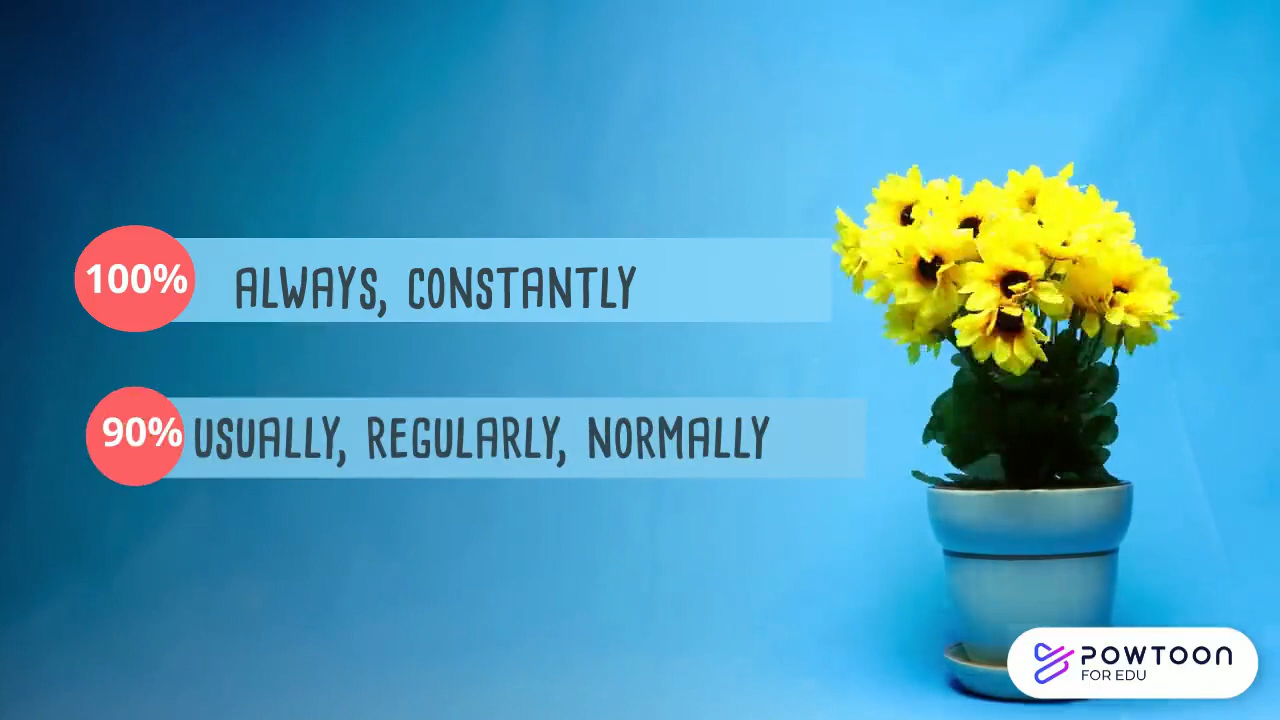 100% ALWAYS, CONSTANTLY
90% USUALLY, REGULARLY, NORMALLY
POWTOON
FOR EDU